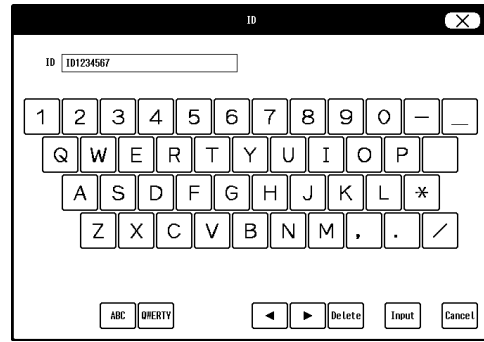 ID
ID ID1234567
1 2 3 4 5 6 7 8 9 0 - _
Q W E R T Y U I O P
A S D F G H J K L *
Z X C V B N M , . /
ABC QWERTY ◀ ▶ Delete Input Cancel